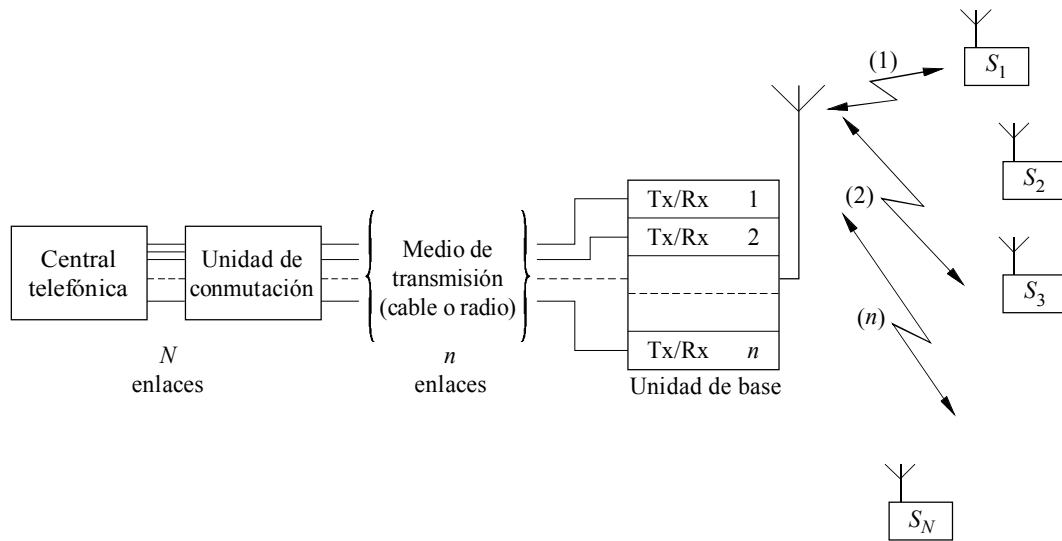 Central
telefónica
N
enlaces
Unidad de
conmutación
Medio de
transmisión
(cable o radio)
n
enlaces
Tx/Rx 1
Tx/Rx 2
Tx/Rx n
Unidad de base
(1)
(2)
(n)
S1
S2
S3
SN